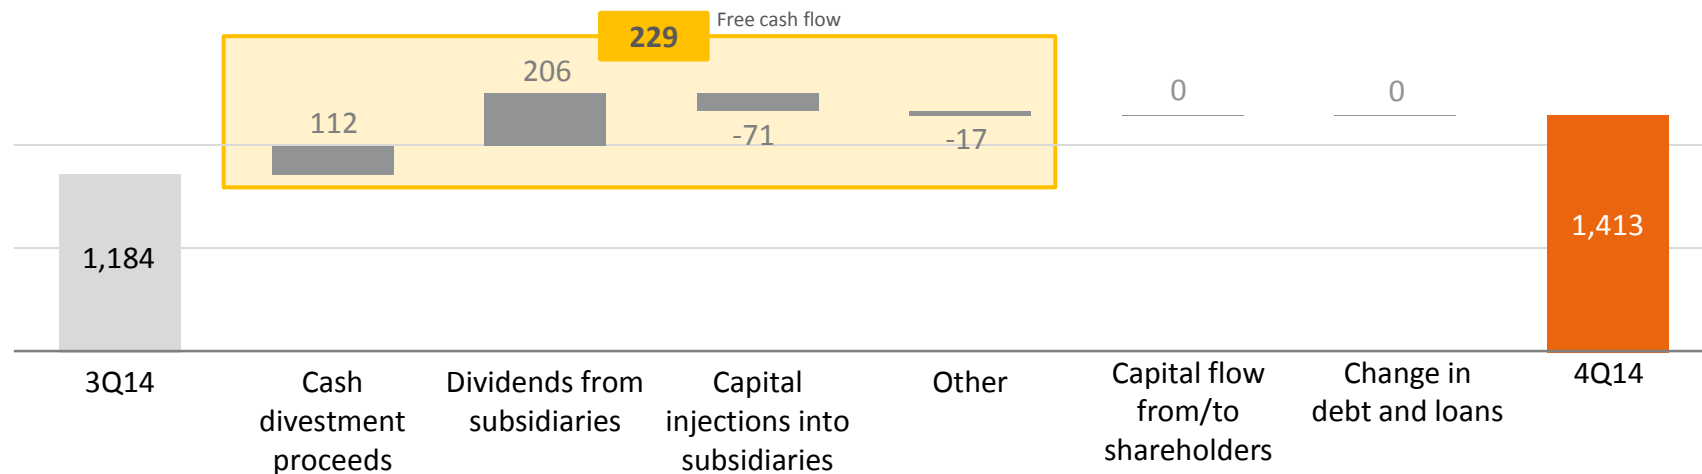 Free cash flow
229
206
112
-71
-17
0
0
1,184
1,413
3Q14
Cash
divestment
proceeds
Dividends from
subsidiaries
Capital
injections into
subsidiaries
Other
Capital flow
from/to
shareholders
Change in
debt and loans
4Q14